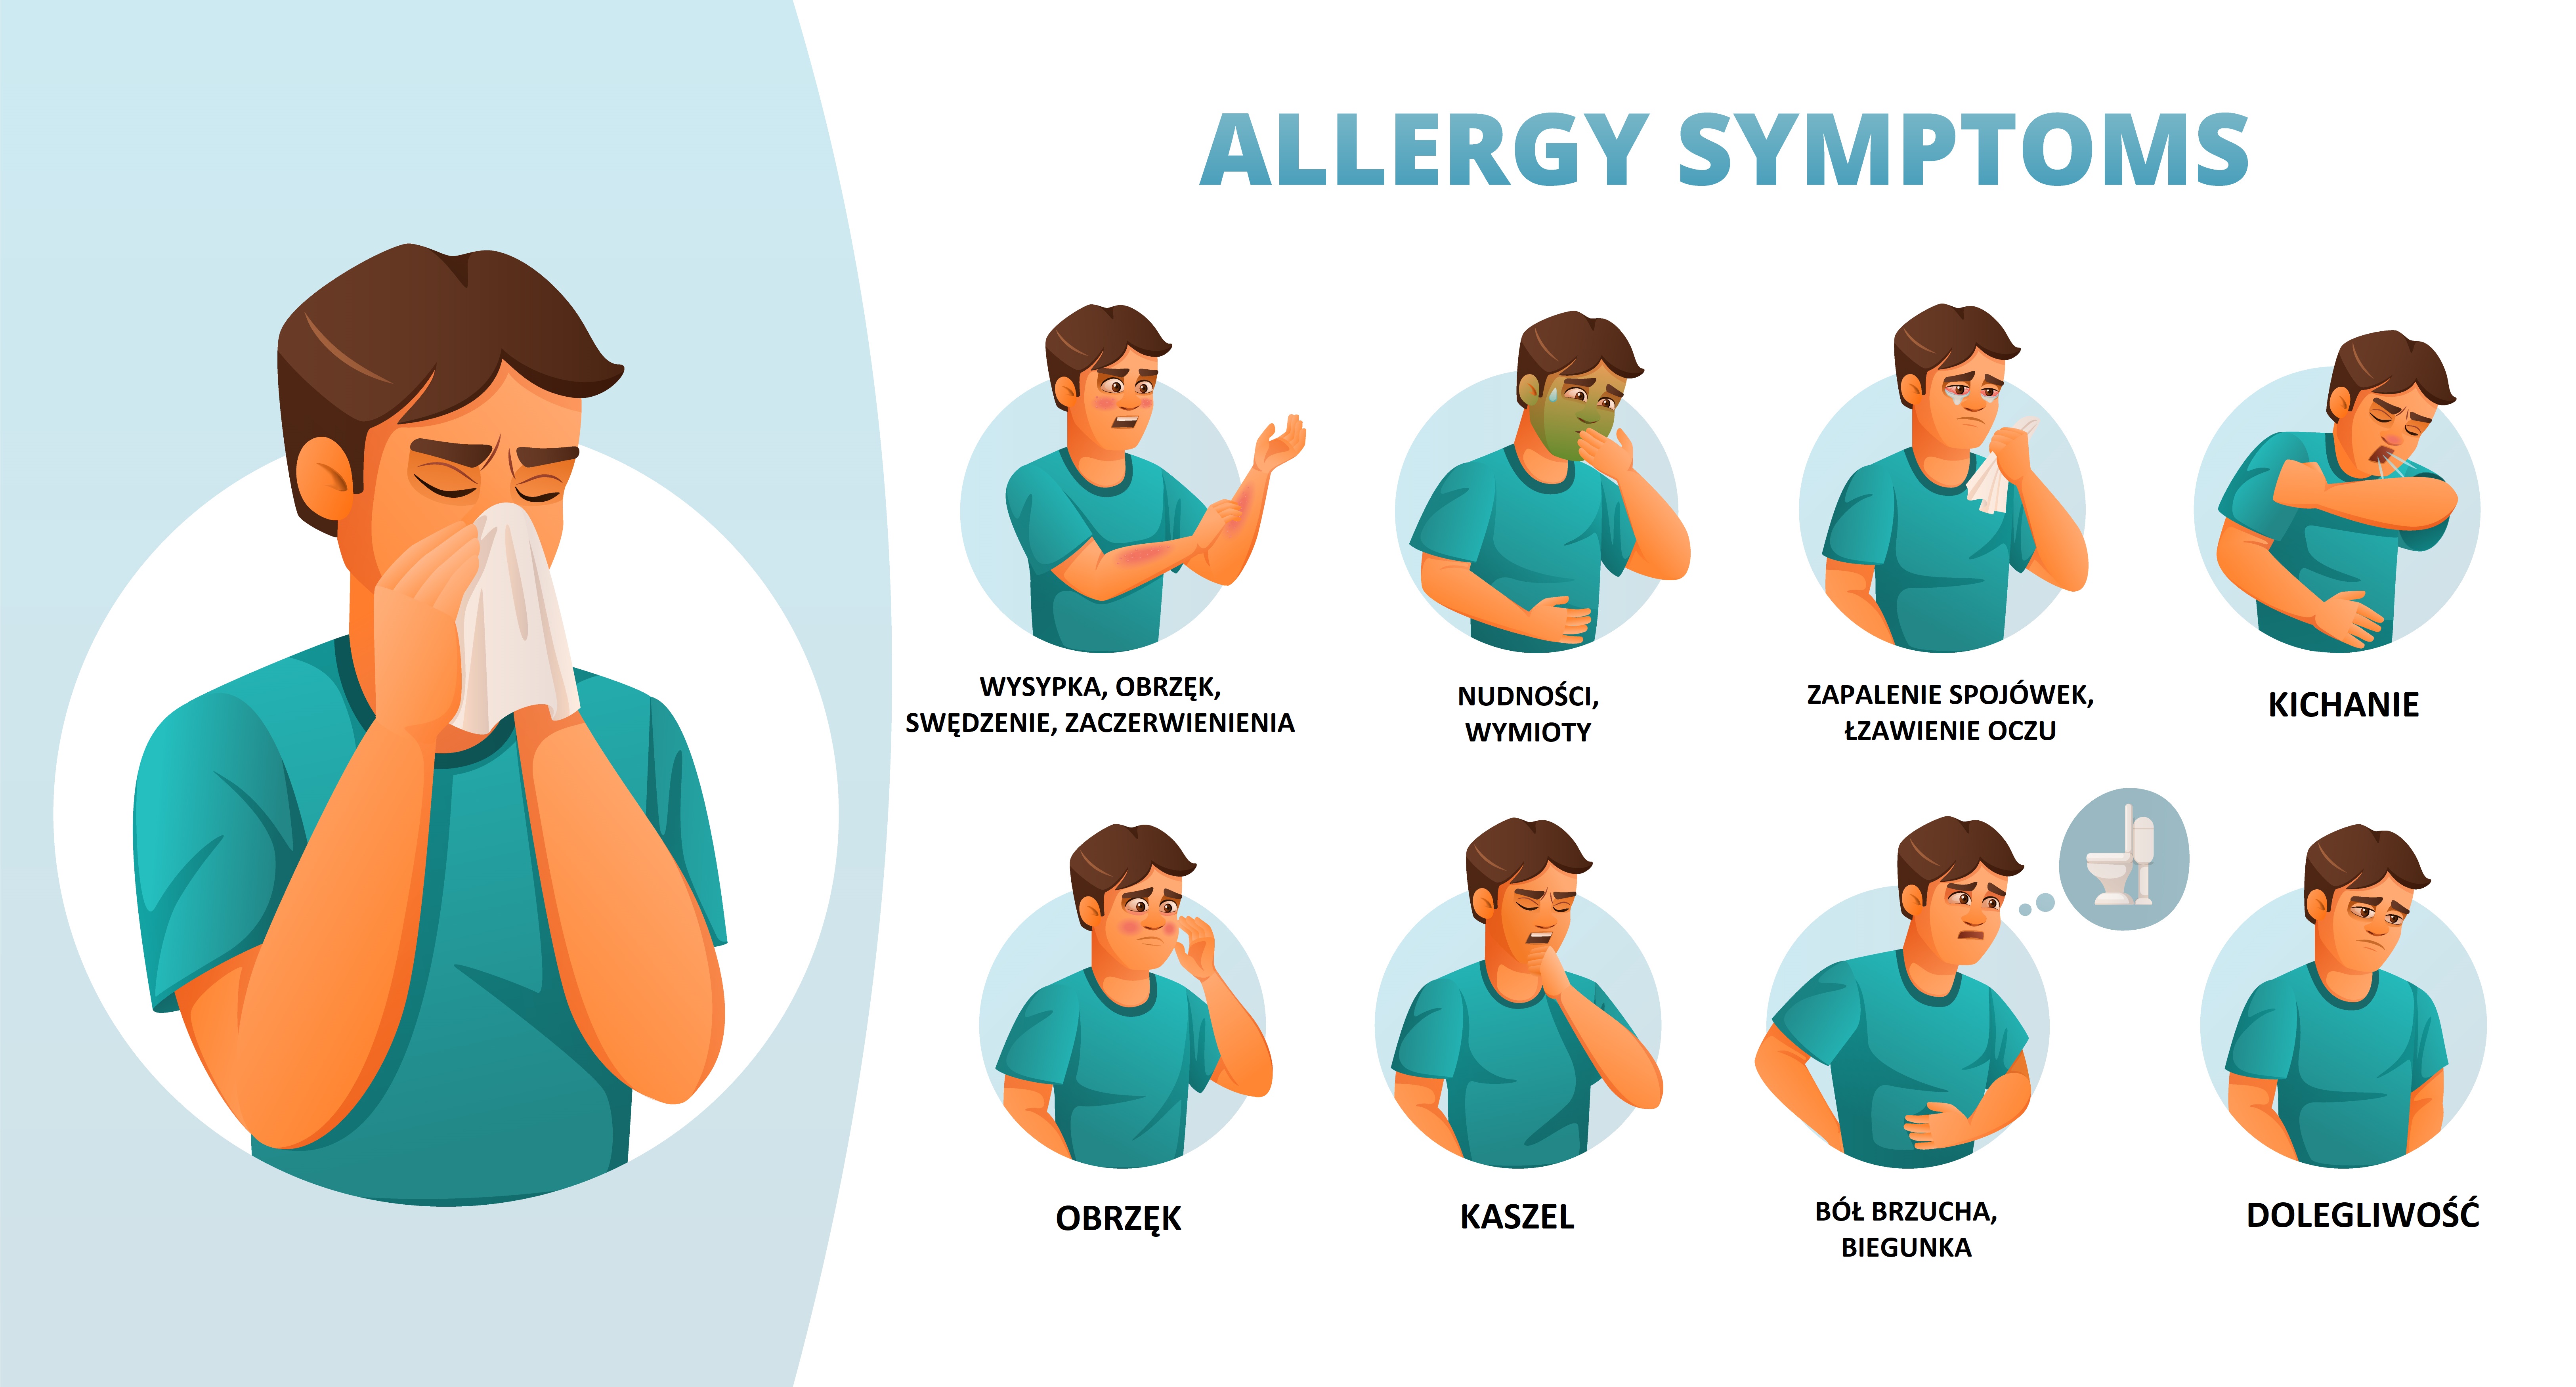 ALLERGY SYMPTOMS
WYSYPKA, OBRZĘK,
SWĘDZENIE, ZACZERWIENIENIA
NUDNOŚCI,
WYMIOTY
ZAPALENIE SPOJÓWEK,
ŁZAWIENIE OCZU
KICHANIE
OBRZĘK
KASZEL
BÓŁ BRZUCHA,
BIEGUNKA
DOLEGLIWOŚĆ